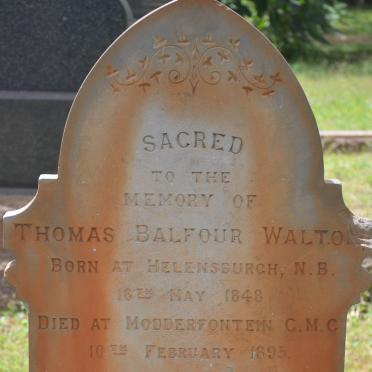 SACRED
TO THE
MEMORY OF
THOMAS BALFOUR WALTON
BORN AT HELENSBURGH, N.B.
18TH MAY 1848
DIED AT MODDERFONTEIN G.M.C.
10TH FEBRUARY 1895.